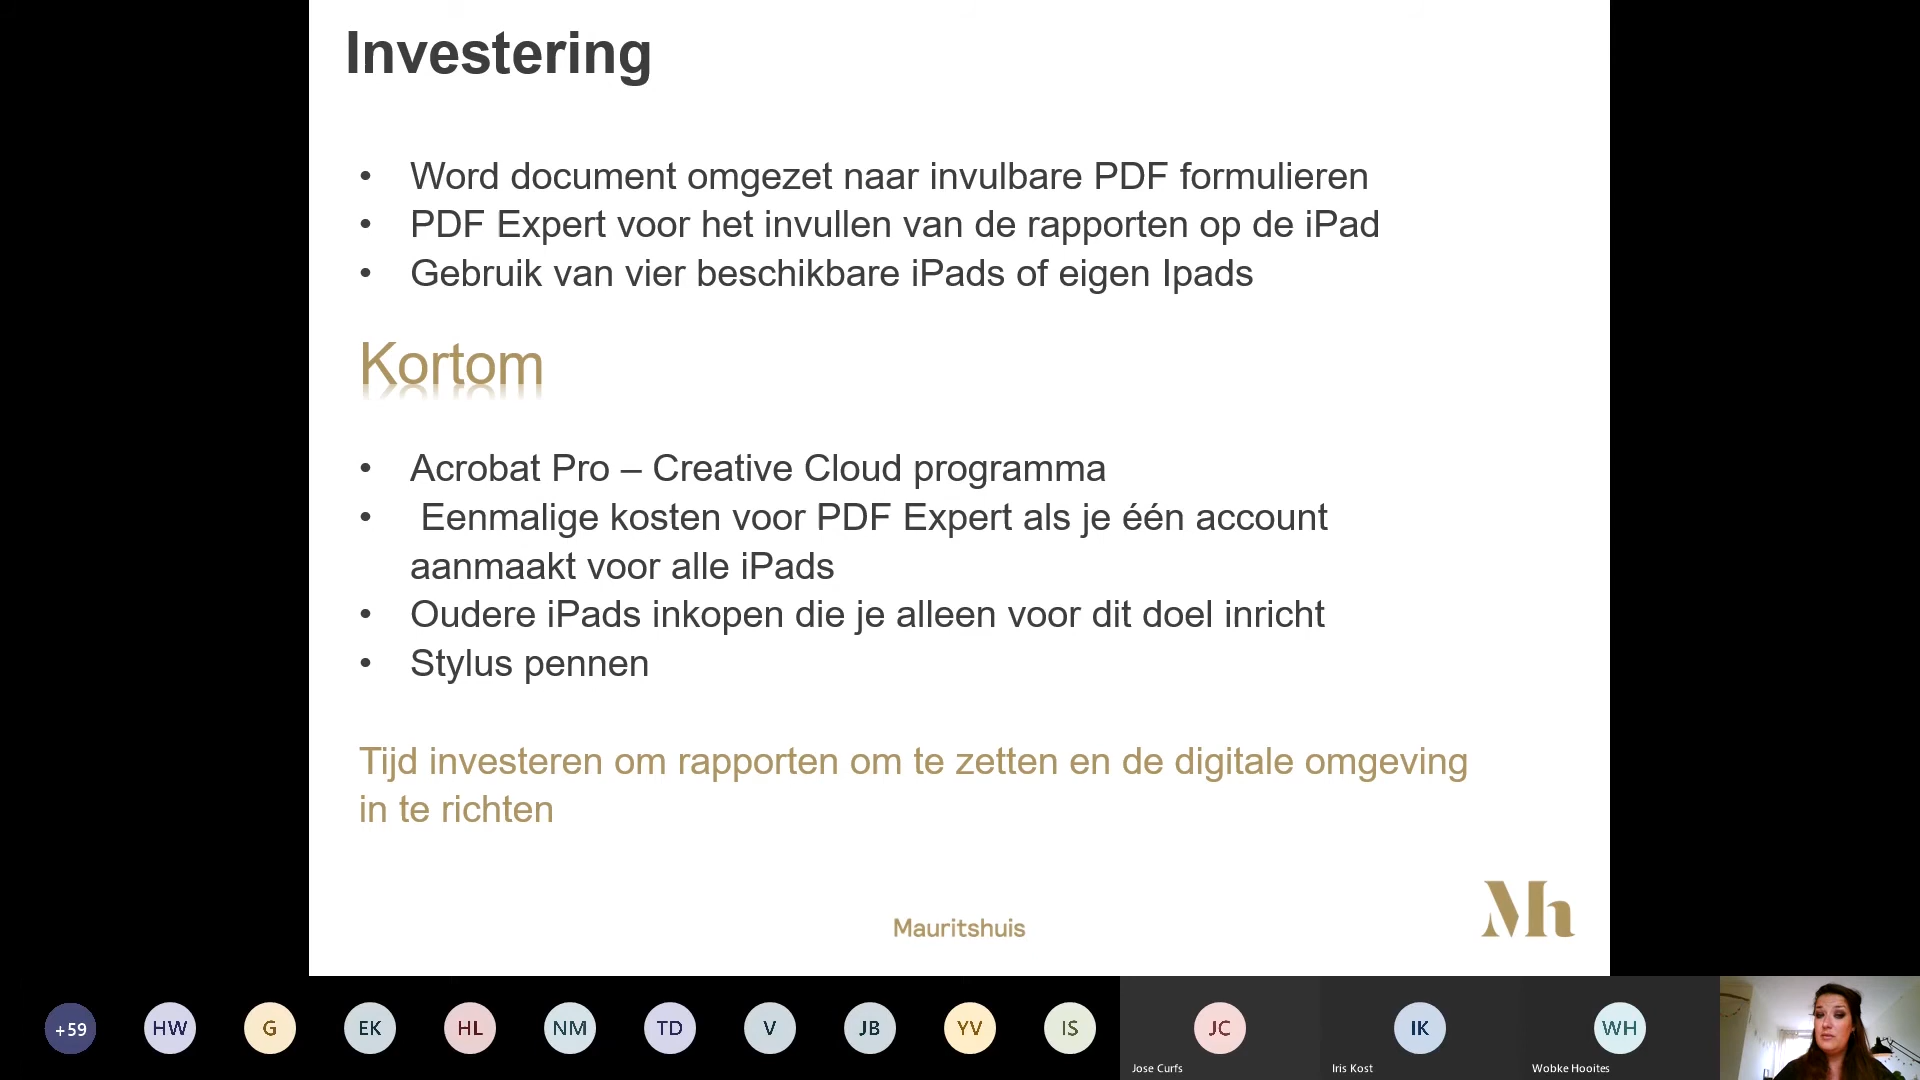 Investering
• Word document omgezet naar invulbare PDF formulieren
• PDF Expert voor het invullen van de rapporten op de iPad
• Gebruik van vier beschikbare iPads of eigen Ipads
Kortom
• Acrobat Pro – Creative Cloud programma
• Eenmalige kosten voor PDF Expert als je één account
aanmaakt voor alle iPads
• Oudere iPads inkopen die je alleen voor dit doel inricht
• Stylus pennen
Tijd investeren om rapporten om te zetten en de digitale omgeving
in te richten
Mh
Mauritshuis
+59 HW G EK HL NM TD V JB YV IS JC IK WH
Jose Curfs Iris Kost Wobke Hooites